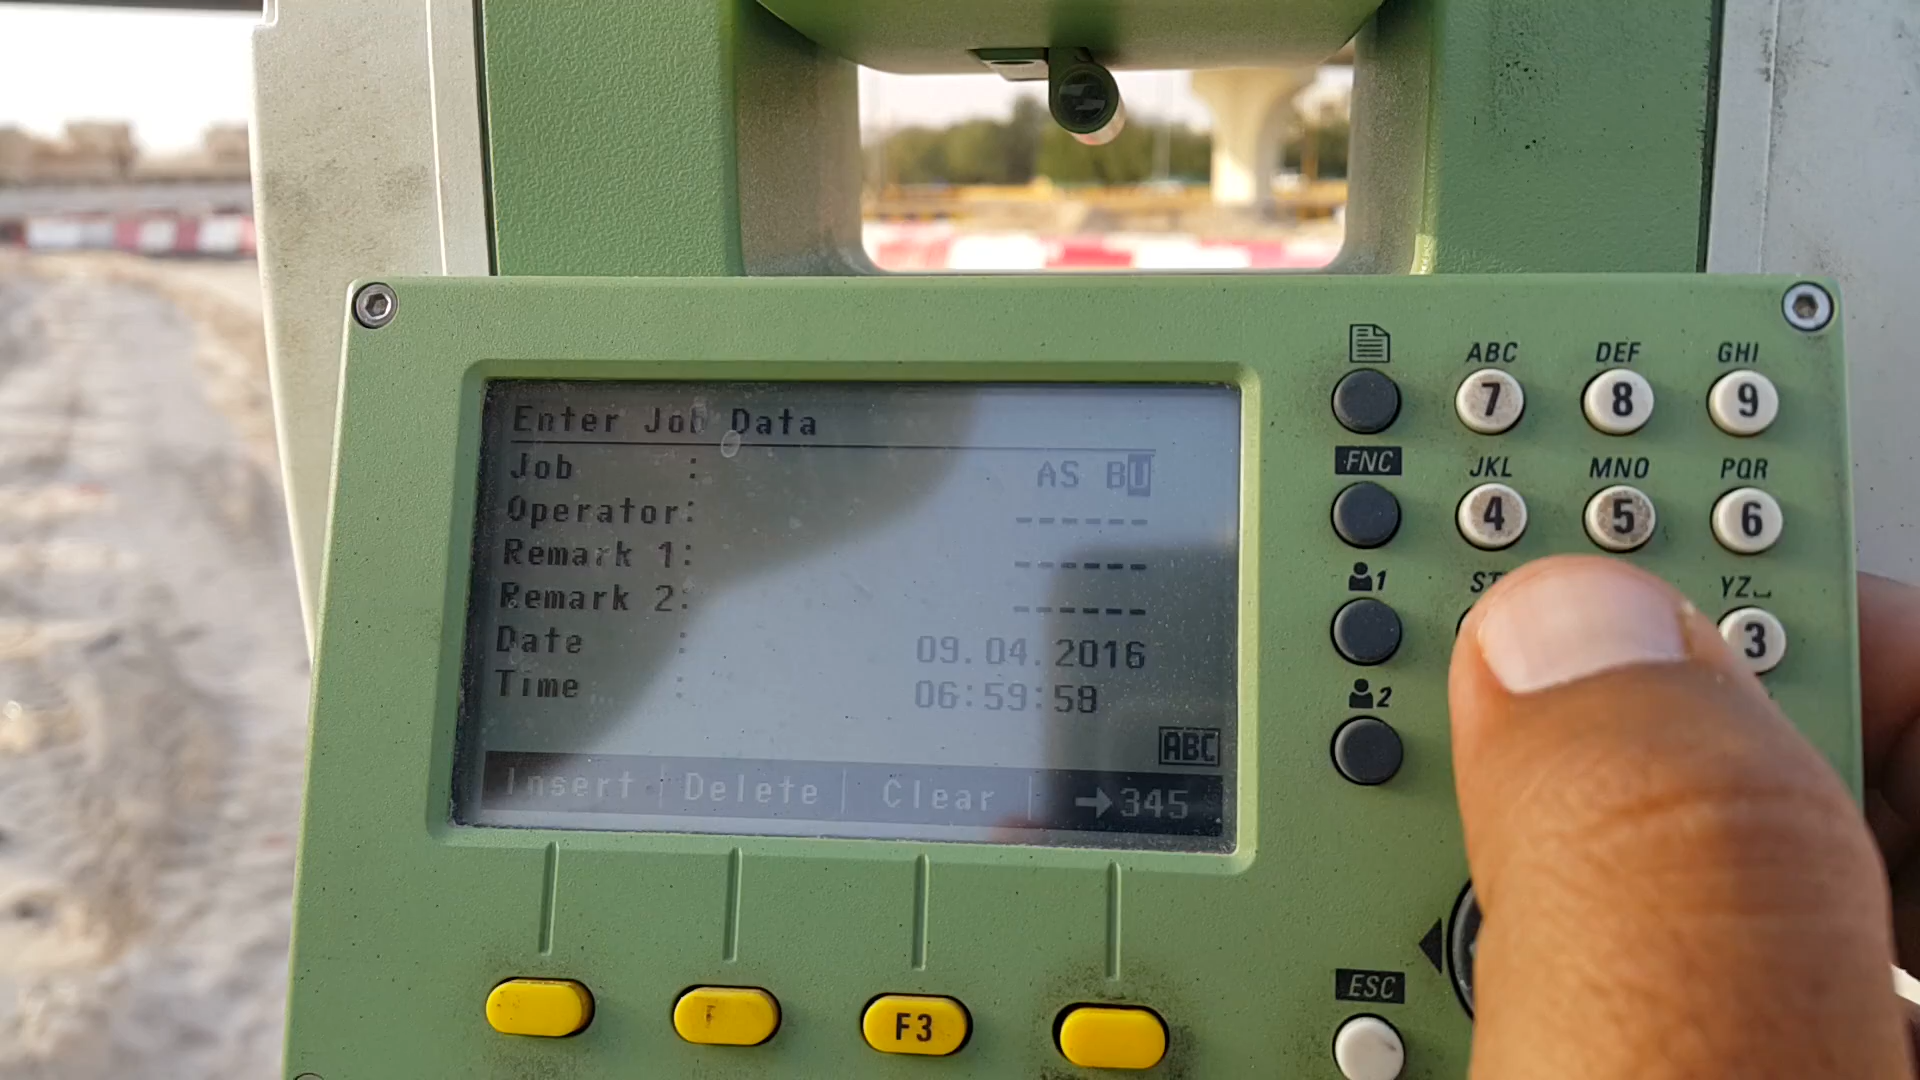 Enter Job Data
Job : AS BU
Operator: ------
Remark 1: ------
Remark 2: ------
Date : 09.04.2016
Time : 06:59:58
ABC
Insert Delete Clear →345
F F3
ABC DEF GHI
7 8 9
FNC
JKL MNO PQR
4 5 6
1
YZ⎵
3
2
ESC